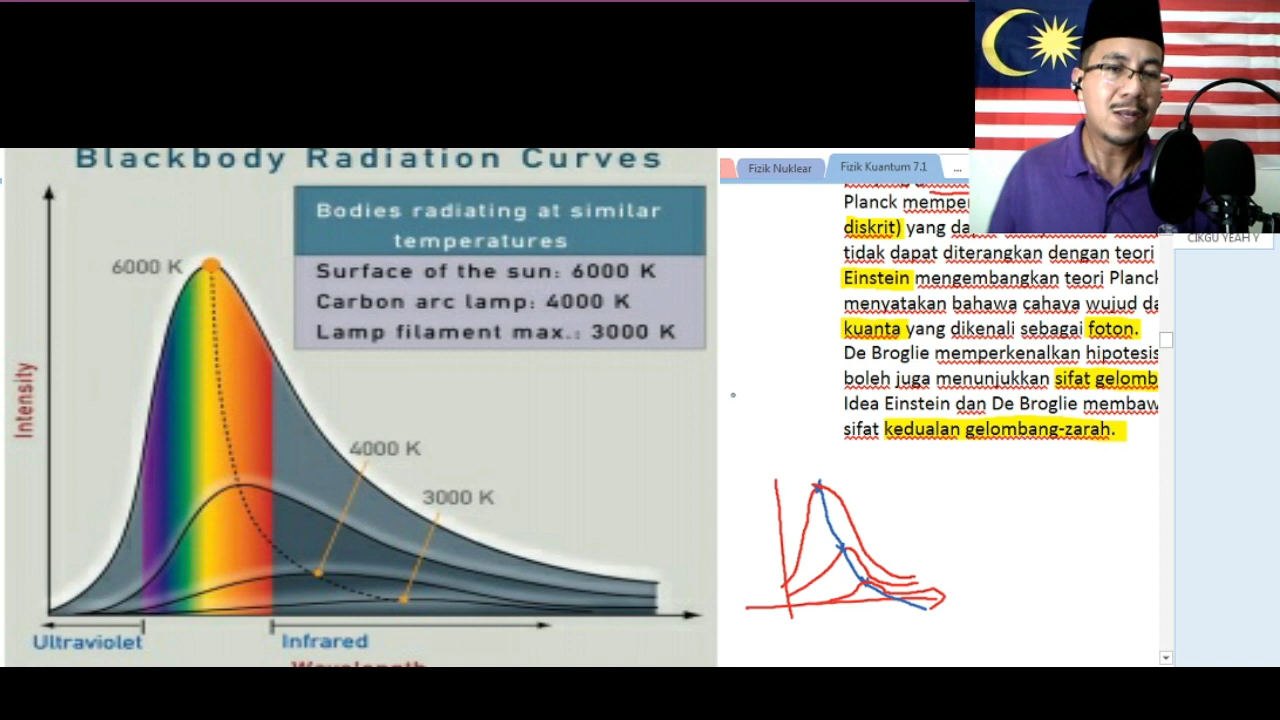 Blackbody Radiation Curves
Bodies radiating at similar
temperatures
Surface of the sun: 6000 K
Carbon arc lamp: 4000 K
Lamp filament max.: 3000 K
6000 K
4000 K
3000 K
Intensity
Ultraviolet
Infrared
Wavelength
Fizik Nuklear
Fizik Kuantum 7.1
...
CIKGU YEAH Y
Planck memper
diskrit) yang da
tidak dapat diterangkan dengan teori
Einstein mengembangkan teori Planck
menyatakan bahawa cahaya wujud da
kuanta yang dikenali sebagai foton.
De Broglie memperkenalkan hipotesis
boleh juga menunjukkan sifat gelomb
Idea Einstein dan De Broglie membaw
sifat kedualan gelombang-zarah.